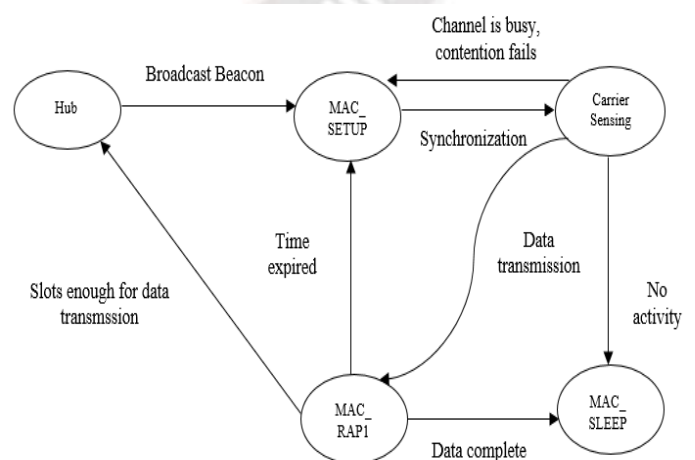 Channel is busy,
contention fails
Broadcast Beacon
Hub
MAC_
SETUP
Carrier
Sensing
Synchronization
Time
expired
Data
transmission
Slots enough for data
transmssion
No
activity
MAC_
RAP1
MAC_
SLEEP
Data complete